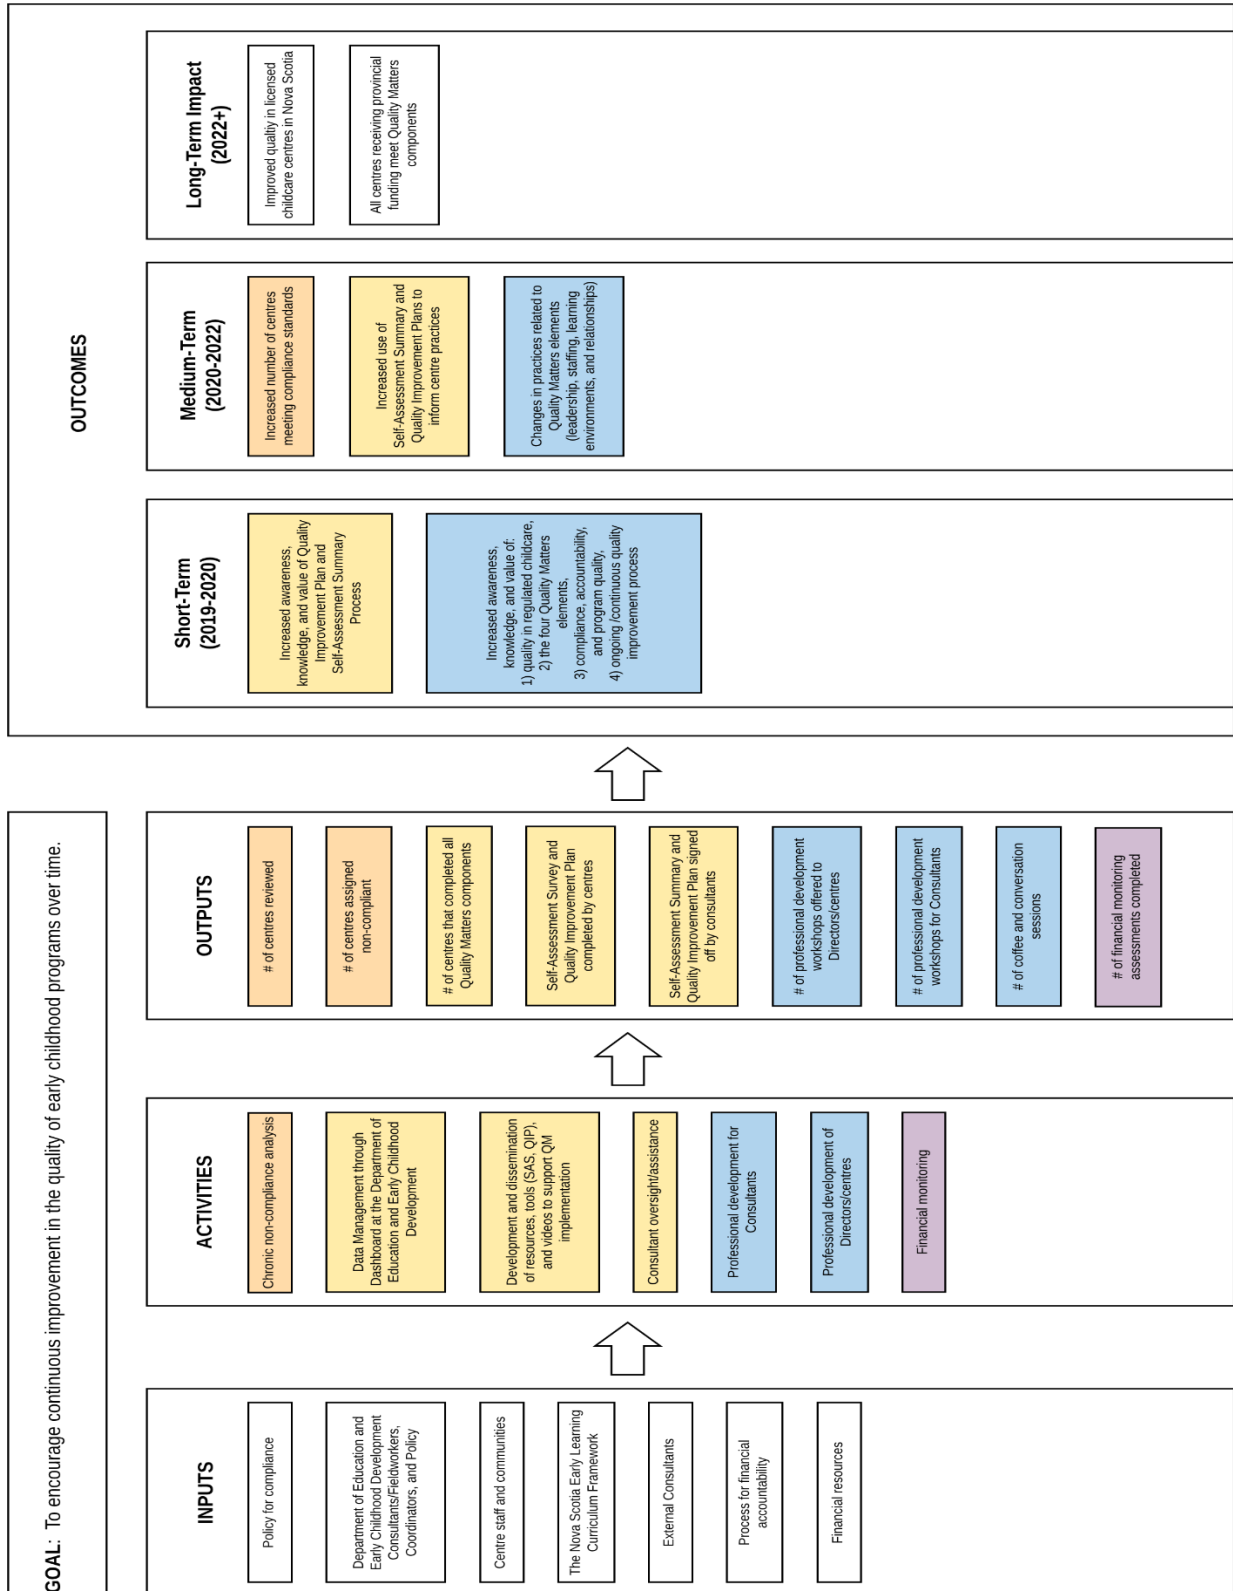 GOAL: To encourage continuous improvement in the quality of early childhood programs over time.
INPUTS
Policy for compliance
Department of Education and
Early Childhood Development
Consultants/Fieldworkers,
Coordinators, and Policy
Centre staff and communities
The Nova Scotia Early Learning
Curriculum Framework
External Consultants
Process for financial
accountability
Financial resources
ACTIVITIES
Chronic non-compliance analysis
Data Management through
Dashboard at the Department of
Education and Early Childhood
Development
Development and dissemination
of resources, tools (SAS, QIP),
and videos to support QM
implementation
Consultant oversight/assistance
Professional development for
Consultants
Professional development of
Directors/centres
Financial monitoring
OUTPUTS
# of centres reviewed
# of centres assigned
non-compliant
# of centres that completed all
Quality Matters components
Self-Assessment Survey and
Quality Improvement Plan
completed by centres
Self-Assessment Summary and
Quality Improvement Plan signed
off by consultants
# of professional development
workshops offered to
Directors/centres
# of professional development
workshops for Consultants
# of coffee and conversation
sessions
# of financial monitoring
assessments completed
OUTCOMES
Short-Term
(2019-2020)
Increased awareness,
knowledge, and value of Quality
Improvement Plan and
Self-Assessment Summary
Process
Increased awareness,
knowledge, and value of:
1) quality in regulated childcare,
2) the four Quality Matters
elements,
3) compliance, accountability,
and program quality,
4) ongoing /continuous quality
improvement process
Medium-Term
(2020-2022)
Increased number of centres
meeting compliance standards
Increased use of
Self-Assessment Summary and
Quality Improvement Plans to
inform centre practices
Changes in practices related to
Quality Matters elements
(leadership, staffing, learning
environments, and relationships)
Long-Term Impact
(2022+)
Improved qualtiy in licensed
childcare centres in Nova Scotia
All centres receiving provincial
funding meet Quality Matters
components